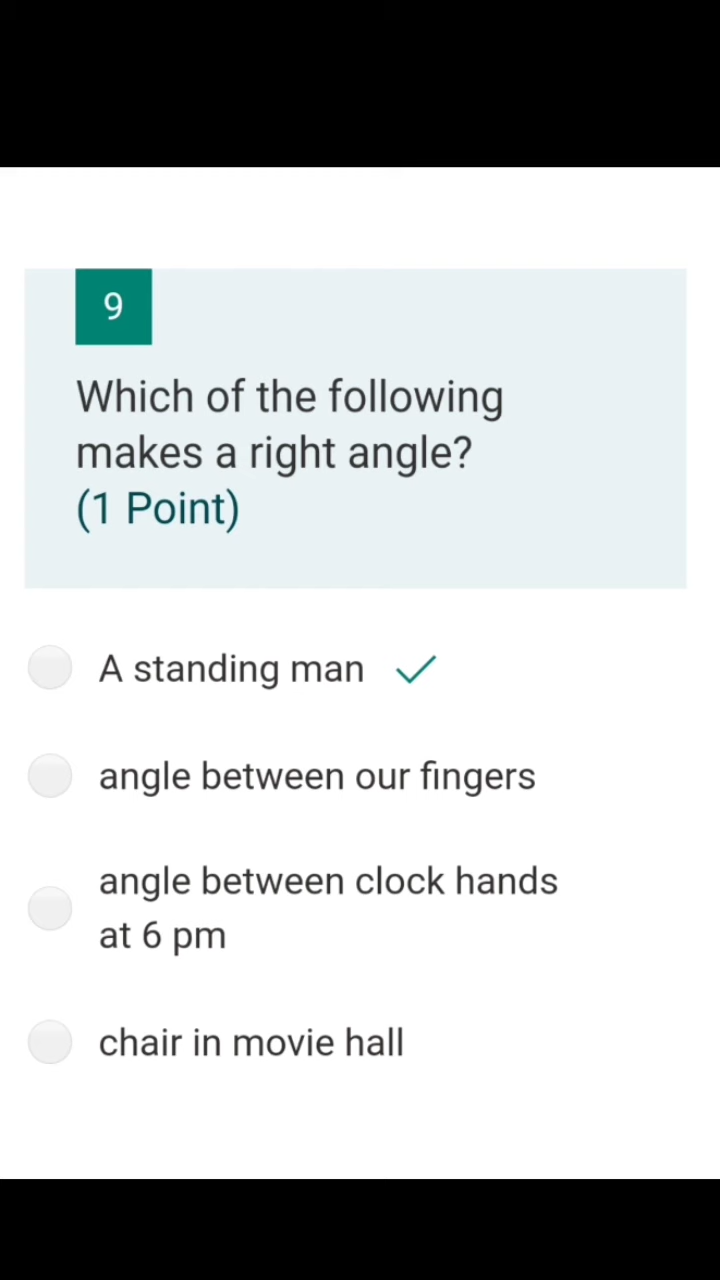 9
Which of the following
makes a right angle?
(1 Point)
A standing man
angle between our fingers
angle between clock hands
at 6 pm
chair in movie hall